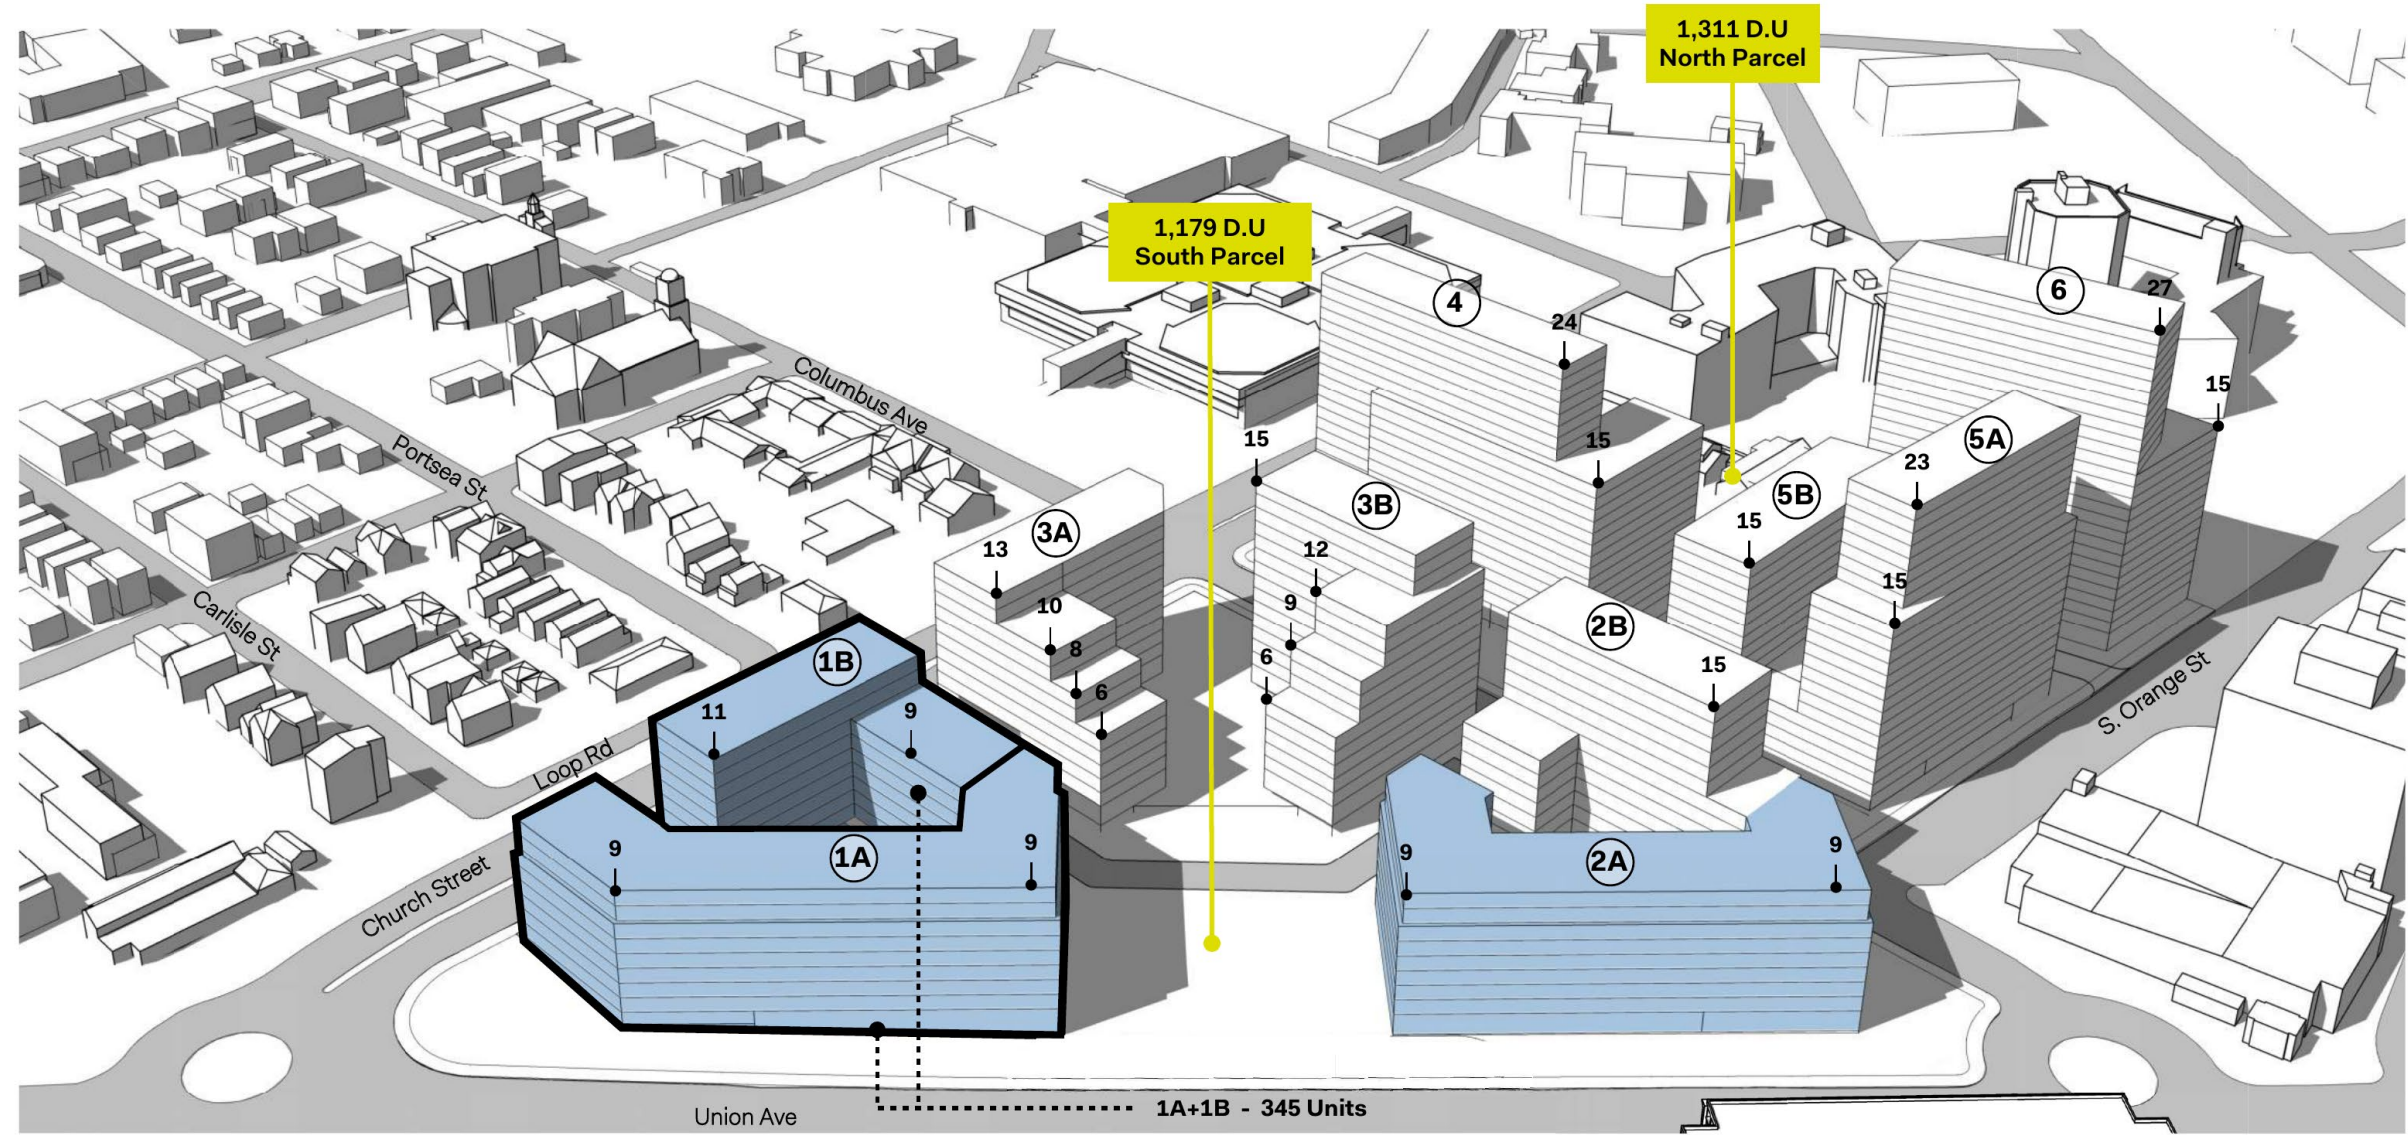 1,311 D.U
North Parcel
1,179 D.U
South Parcel
6
27
4
24
15
Columbus Ave
5A
15
15
23
3B
5B
Portsea St
3A
15
12
13
15
10
9
2B
Carlisle St
8
6
15
1B
6
S. Orange St
11
9
Loop Rd
9
1A
9
9
2A
9
Church Street
1A+1B - 345 Units
Union Ave